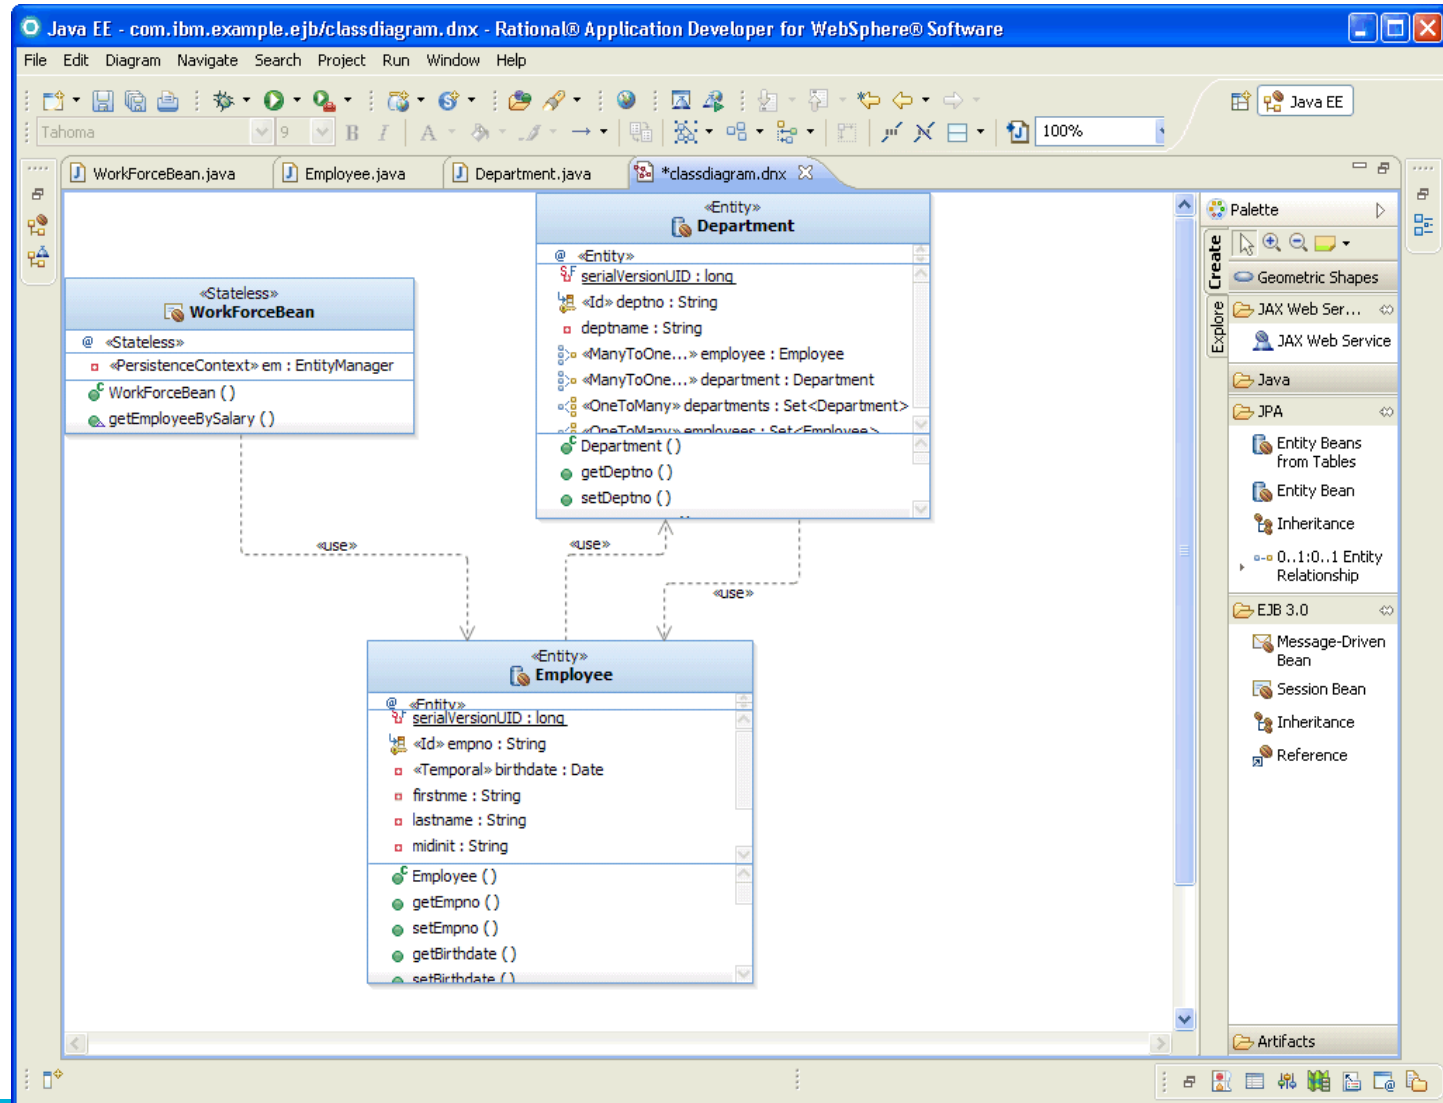 Java EE - com.ibm.example.ejb/classdiagram.dnx - Rational® Application Developer for WebSphere® Software
File Edit Diagram Navigate Search Project Run Window Help
Java EE
Tahoma 9 B I A 100%
WorkForceBean.java Employee.java Department.java *classdiagram.dnx
«Entity»
Department
@ «Entity»
serialVersionUID : long
«Id» deptno : String
deptname : String
«ManyToOne...» employee : Employee
«ManyToOne...» department : Department
«OneToMany» departments : Set<Department>
«OneToMany» employees : Set<Employee>
Department ( )
getDeptno ( )
setDeptno ( )
«Stateless»
WorkForceBean
@ «Stateless»
«PersistenceContext» em : EntityManager
WorkForceBean ( )
getEmployeeBySalary ( )
«use»
«use»
«use»
«Entity»
Employee
@ «Entity»
serialVersionUID : long
«Id» empno : String
«Temporal» birthdate : Date
firstnme : String
lastname : String
midinit : String
Employee ( )
getEmpno ( )
setEmpno ( )
getBirthdate ( )
setBirthdate ( )
Palette
Create
Explore
Geometric Shapes
JAX Web Ser...
JAX Web Service
Java
JPA
Entity Beans
from Tables
Entity Bean
Inheritance
0..1:0..1 Entity
Relationship
EJB 3.0
Message-Driven
Bean
Session Bean
Inheritance
Reference
Artifacts